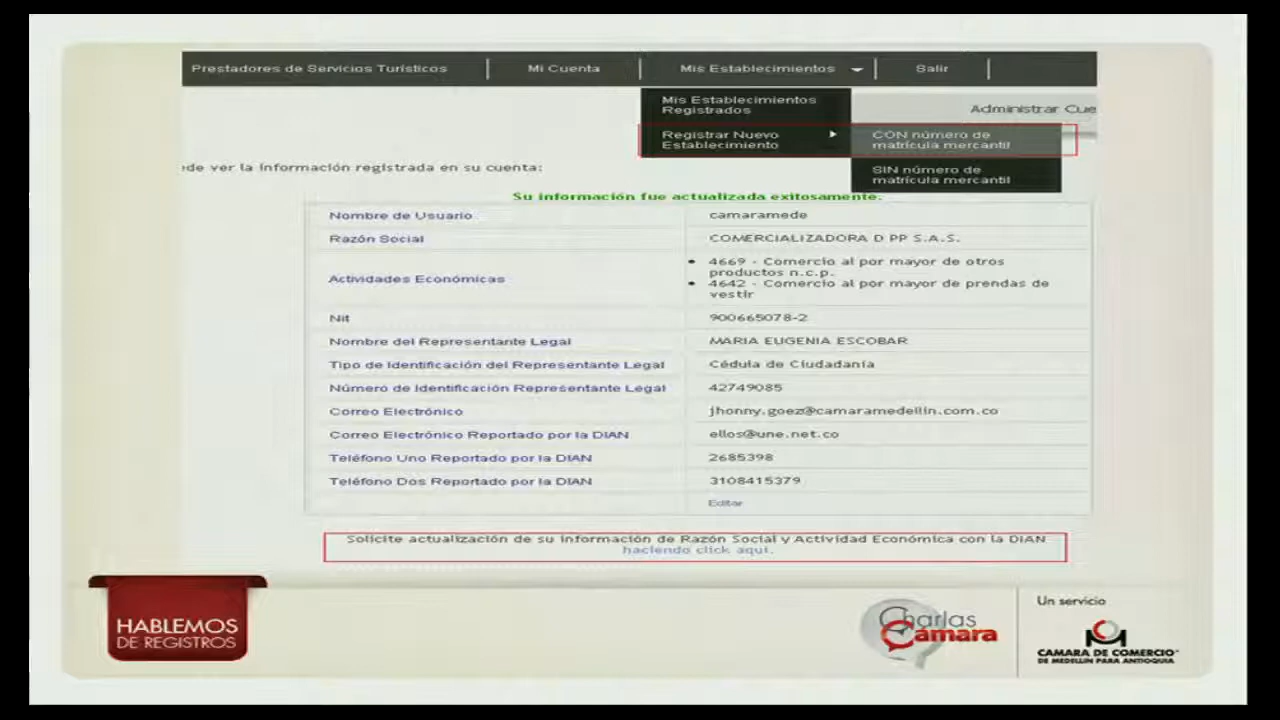 Prestadores de Servicios Turísticos
Mi Cuenta
Mis Establecimientos
Salir
Mis Establecimientos
Registrados
Administrar Cue
Registrar Nuevo
Establecimiento
CON número de
matrícula mercantil
SIN número de
matrícula mercantil
de ver la información registrada en su cuenta:
Su información fue actualizada exitosamente.
Nombre de Usuario
camaramede
Razón Social
COMERCIALIZADORA D PP S.A.S.
Actividades Económicas
• 4669 - Comercio al por mayor de otros
productos n.c.p.
• 4642 - Comercio al por mayor de prendas de
vestir
Nit
900665078-2
Nombre del Representante Legal
MARIA EUGENIA ESCOBAR
Tipo de Identificación del Representante Legal
Cédula de Ciudadanía
Número de Identificación Representante Legal
42749085
Correo Electrónico
jhonny.goez@camaramedellin.com.co
Correo Electrónico Reportado por la DIAN
ellos@une.net.co
Teléfono Uno Reportado por la DIAN
2685398
Teléfono Dos Reportado por la DIAN
3108415379
Editar
Solicite actualización de su información de Razón Social y Actividad Económica con la DIAN
haciendo click aquí.
HABLEMOS
DE REGISTROS
Charlas
Cámara
Un servicio
CAMARA DE COMERCIO
DE MEDELLIN PARA ANTIOQUIA